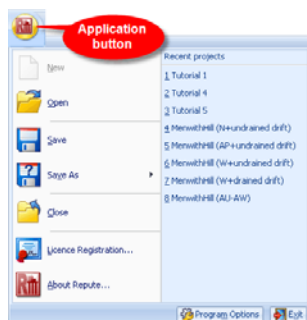 Application
button
Recent projects
New
1 Tutorial 1
Open
2 Tutorial 4
3 Tutorial 5
4 MenwithHill (N+undrained drift)
Save
5 MenwithHill (AP+undrained drift)
6 MenwithHill (W+undrained drift)
Save As
7 MenwithHill (W+drained drift)
8 MenwithHill (AU-AW)
Close
Licence Registration...
About Repute...
Program Options
Exit